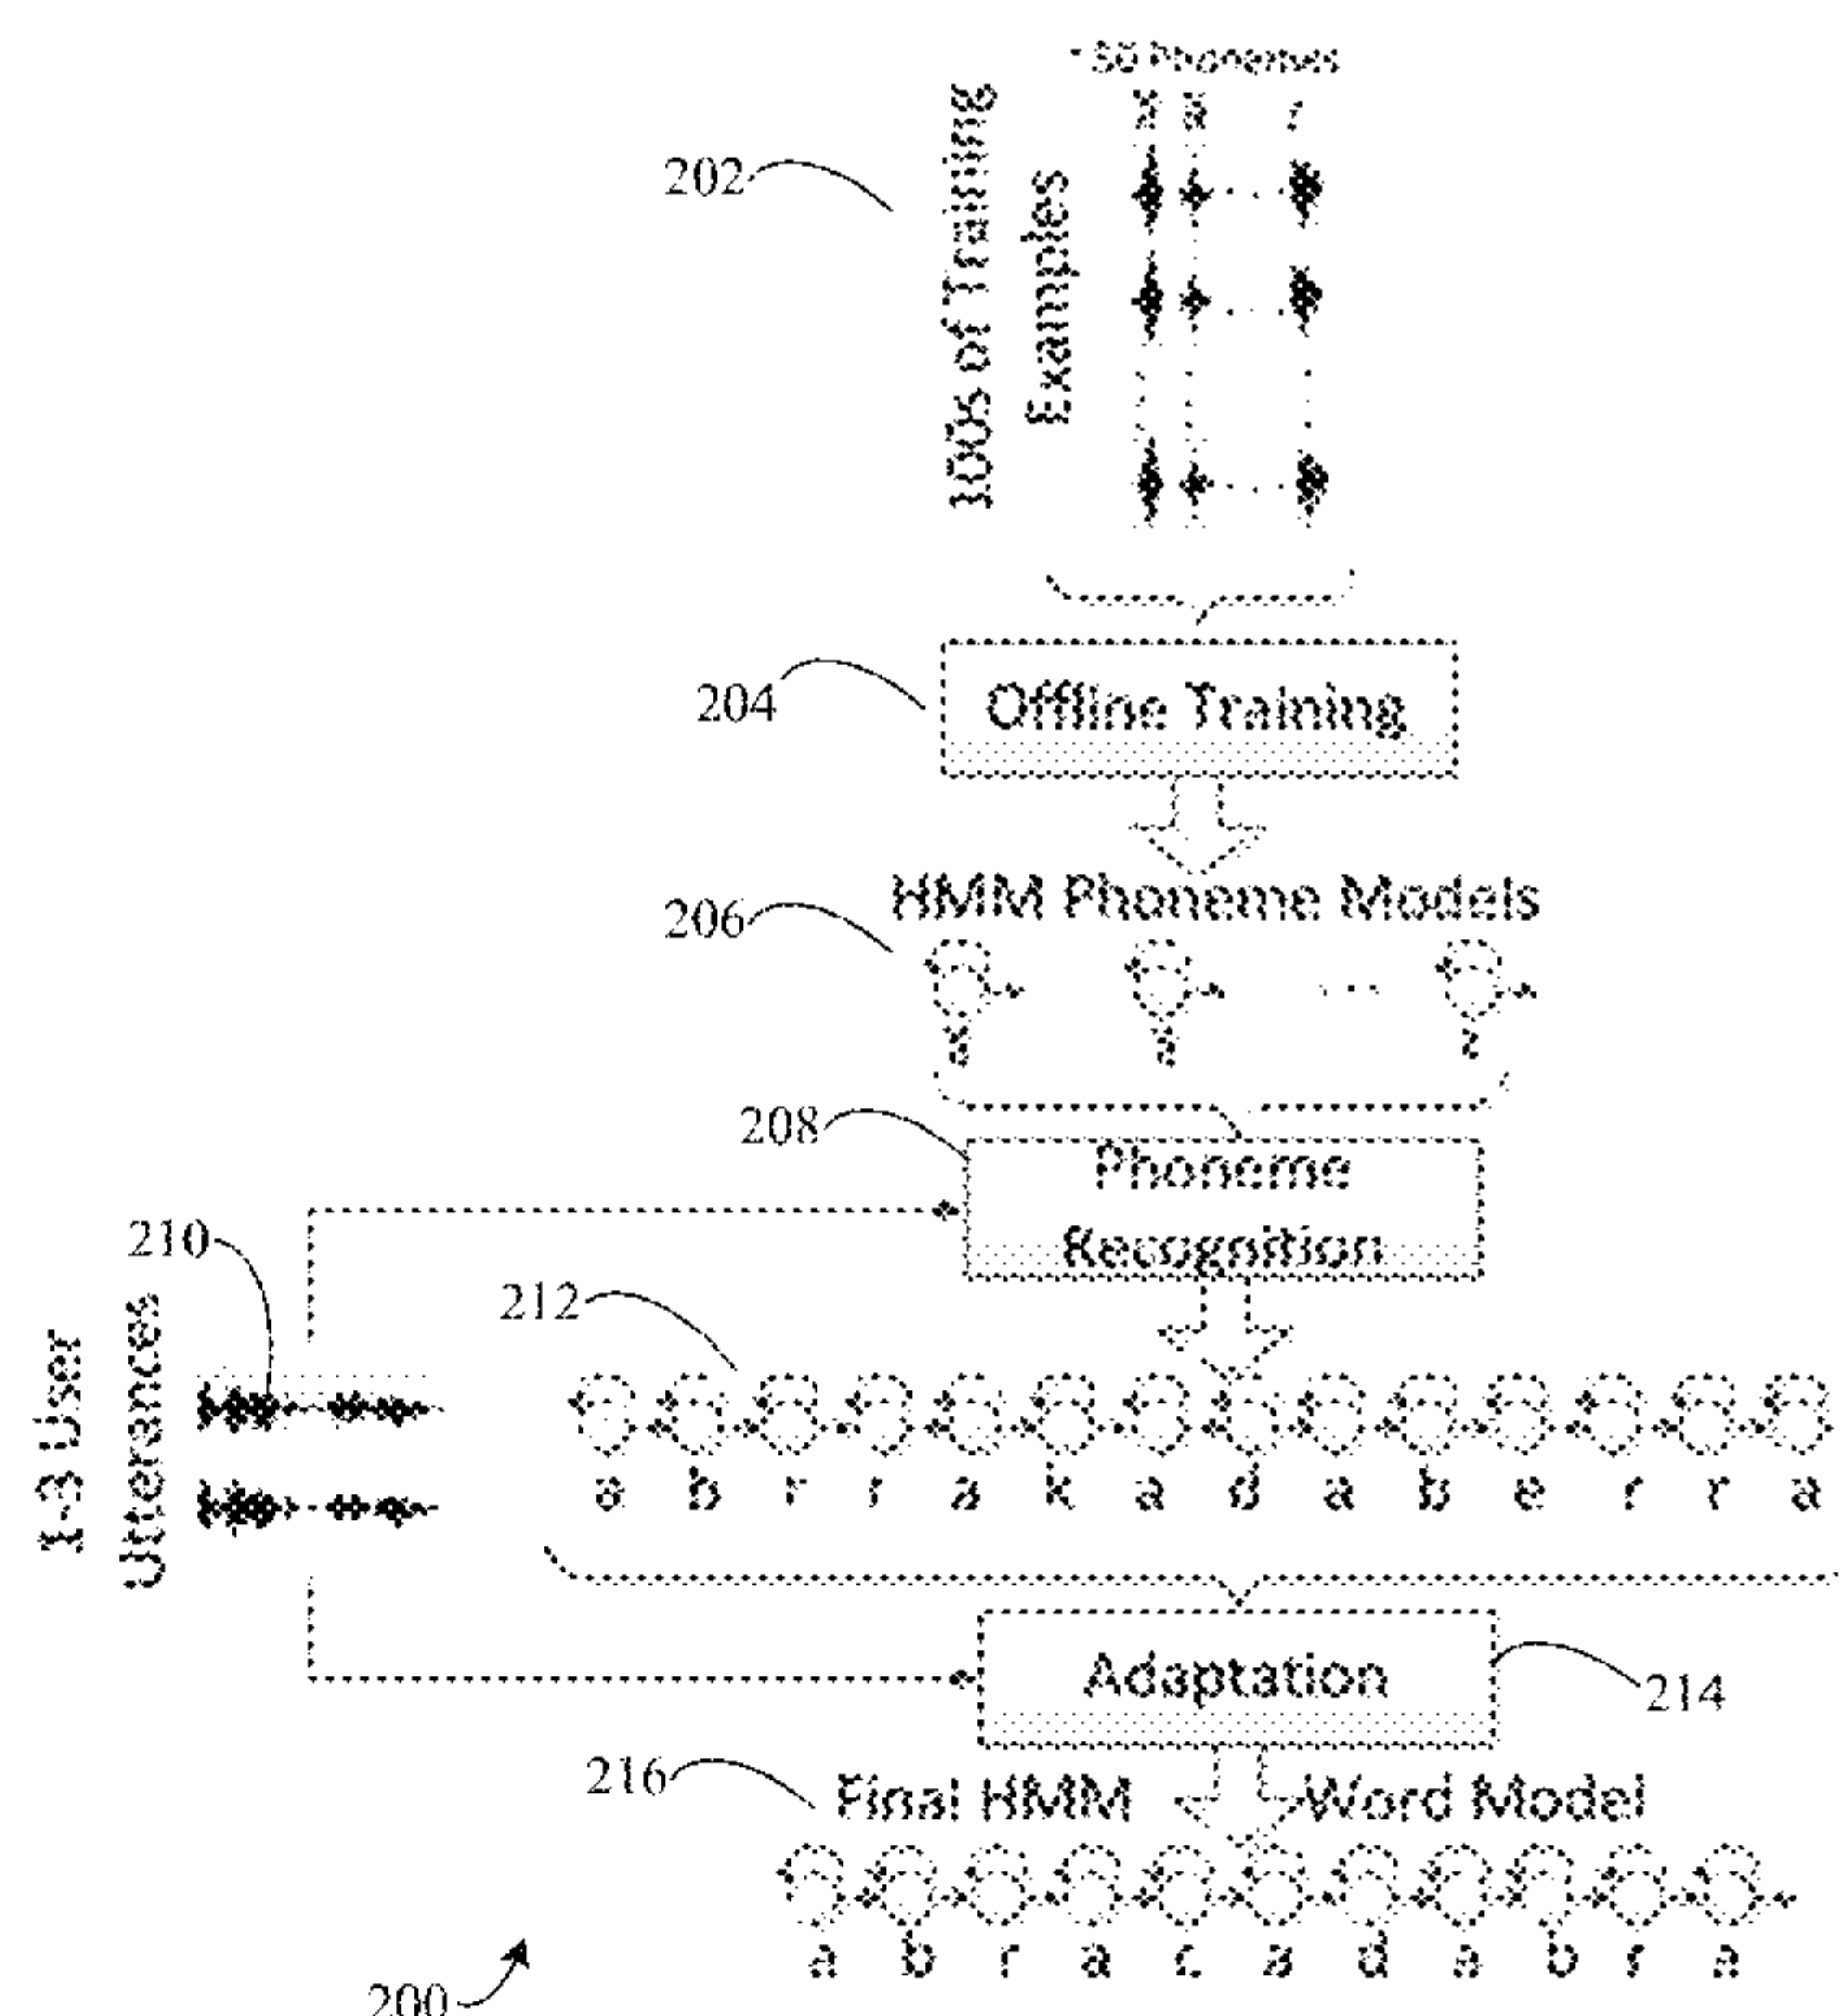 50 Phonemes
r
202
100s of Training
Examples
204
Offline Training
206
HMM Phoneme Models
a r
208
Phoneme
Recognition
210
212
1-3 User
Utterances
a b r r a k a d a b e r r a
Adaptation
214
216
Final HMM Word Model
a b r a c a d a b r a
200